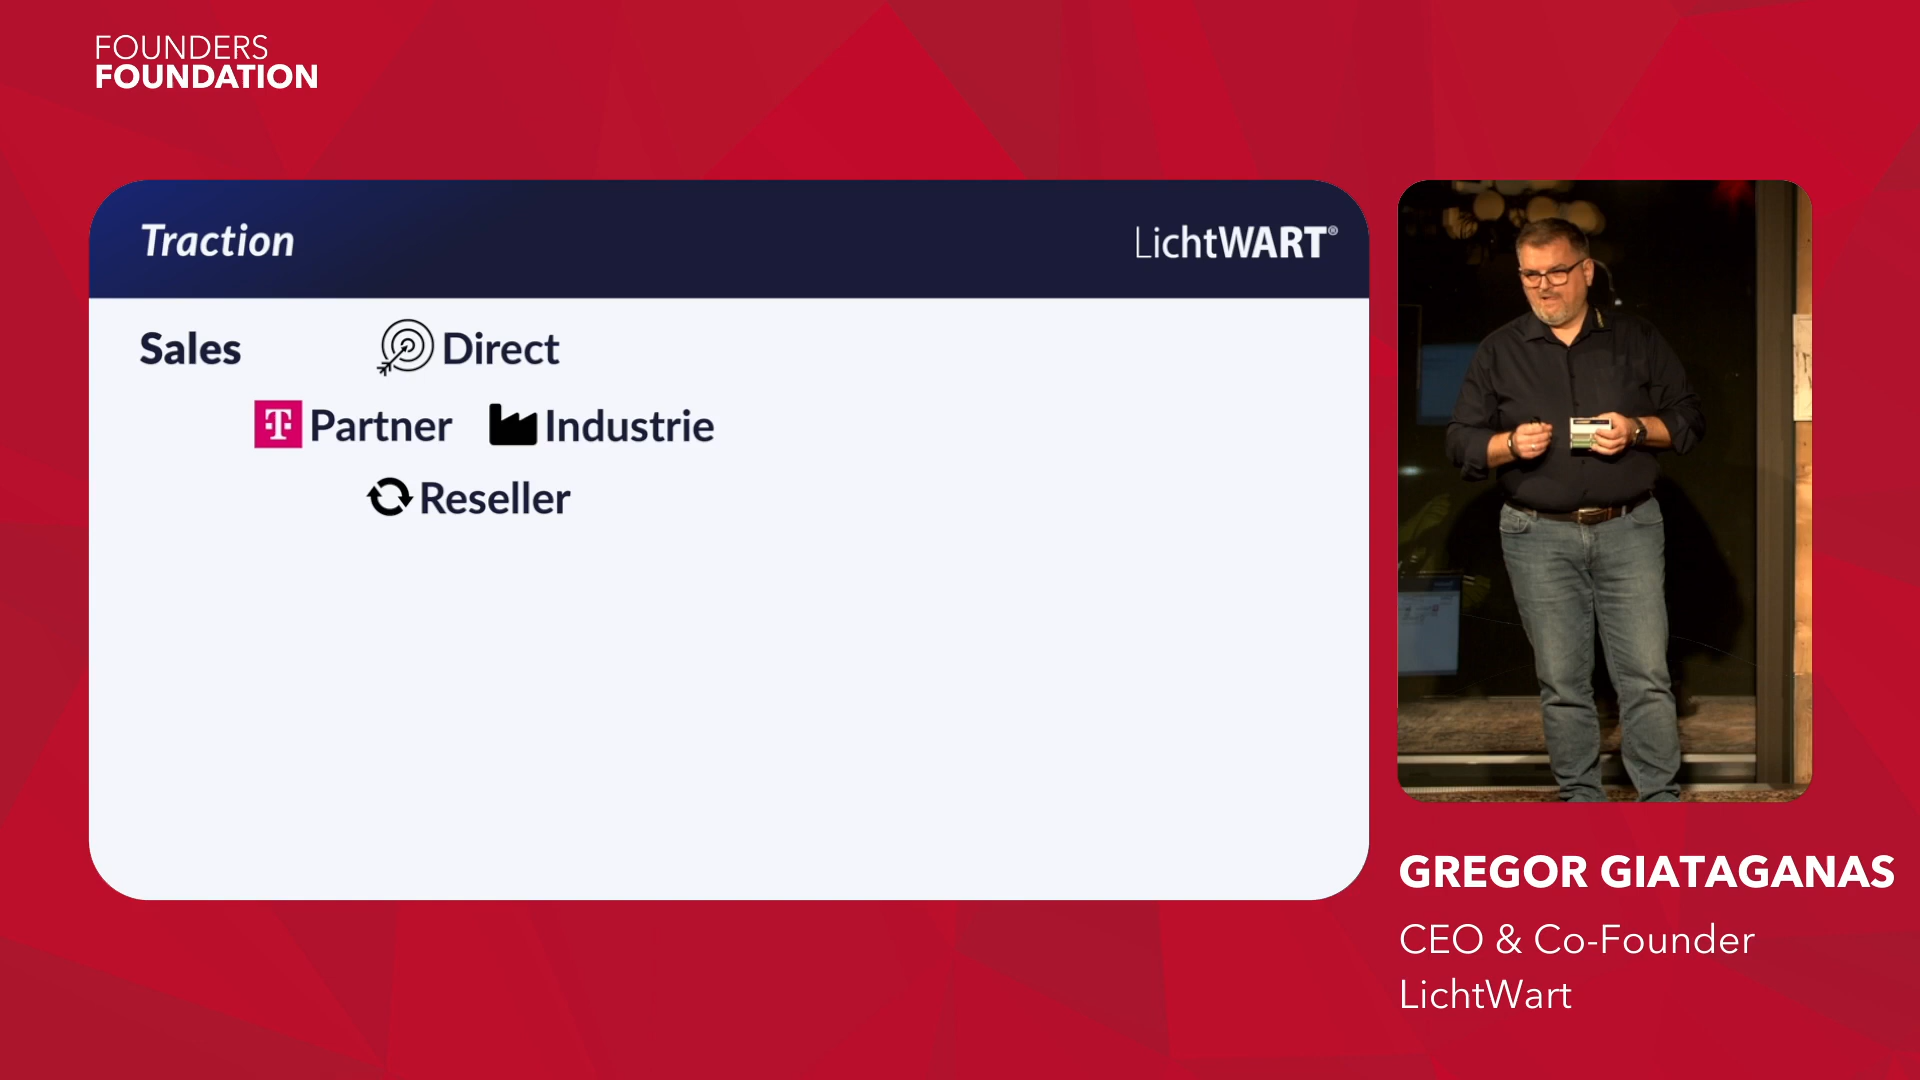 FOUNDERS
FOUNDATION
Traction
LichtWART®
Sales
Direct
T Partner
Industrie
Reseller
GREGOR GIATAGANAS
CEO & Co-Founder
LichtWart